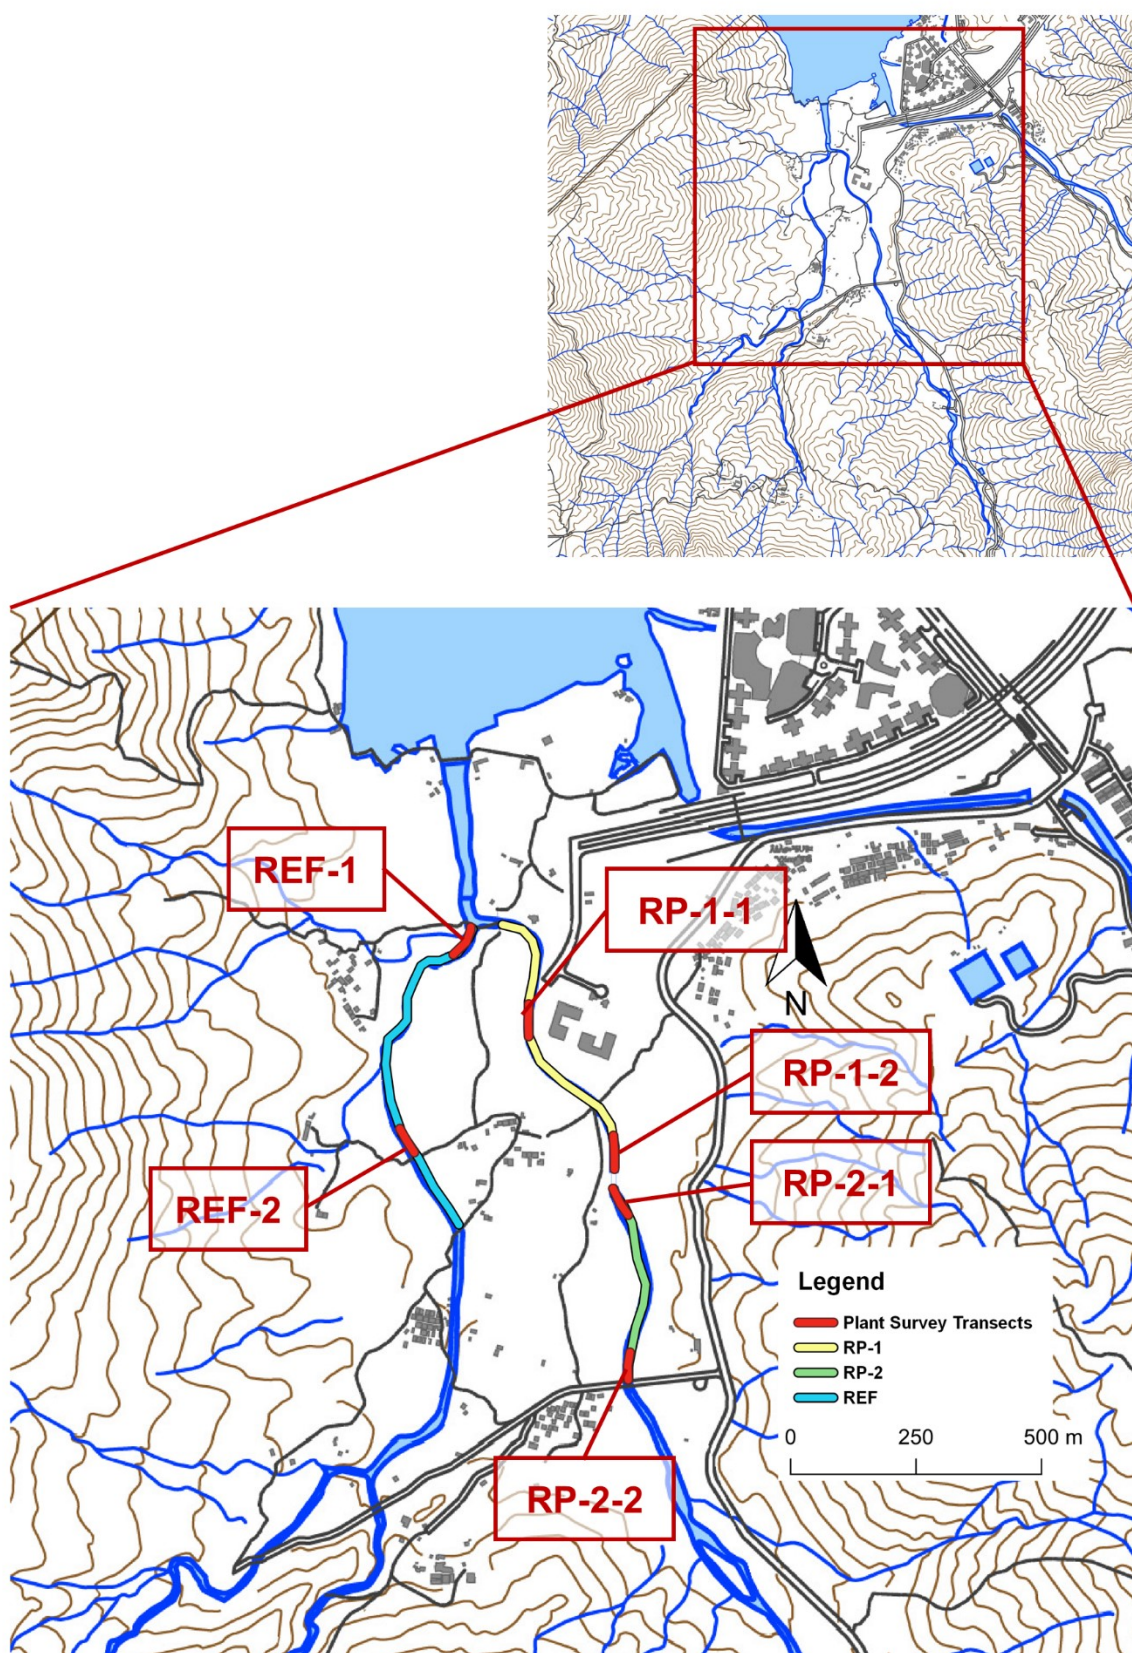 REF-1
RP-1-1
N
RP-1-2
RP-2-1
REF-2
Legend
Plant Survey Transects
RP-1
RP-2
REF
0 250 500 m
RP-2-2